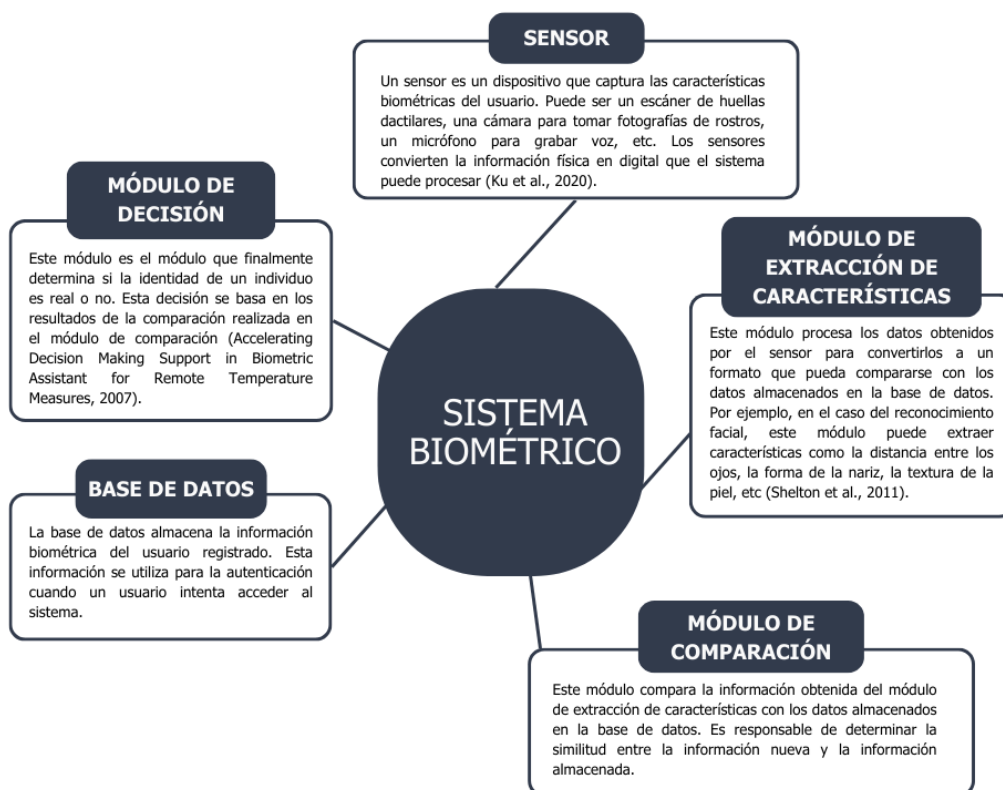 SENSOR
Un sensor es un dispositivo que captura las características
biométricas del usuario. Puede ser un escáner de huellas
dactilares, una cámara para tomar fotografías de rostros,
un micrófono para grabar voz, etc. Los sensores
convierten la información física en digital que el sistema
puede procesar (Ku et al., 2020).
MÓDULO DE
DECISIÓN
Este módulo es el módulo que finalmente
determina si la identidad de un individuo
es real o no. Esta decisión se basa en los
resultados de la comparación realizada en
el módulo de comparación (Accelerating
Decision Making Support in Biometric
Assistant for Remote Temperature
Measures, 2007).
MÓDULO DE
EXTRACCIÓN DE
CARACTERÍSTICAS
Este módulo procesa los datos obtenidos
por el sensor para convertirlos a un
formato que pueda compararse con los
datos almacenados en la base de datos.
Por ejemplo, en el caso del reconocimiento
facial, este módulo puede extraer
características como la distancia entre los
ojos, la forma de la nariz, la textura de la
piel, etc (Shelton et al., 2011).
SISTEMA
BIOMÉTRICO
BASE DE DATOS
La base de datos almacena la información
biométrica del usuario registrado. Esta
información se utiliza para la autenticación
cuando un usuario intenta acceder al
sistema.
MÓDULO DE
COMPARACIÓN
Este módulo compara la información obtenida del módulo
de extracción de características con los datos almacenados
en la base de datos. Es responsable de determinar la
similitud entre la información nueva y la información
almacenada.